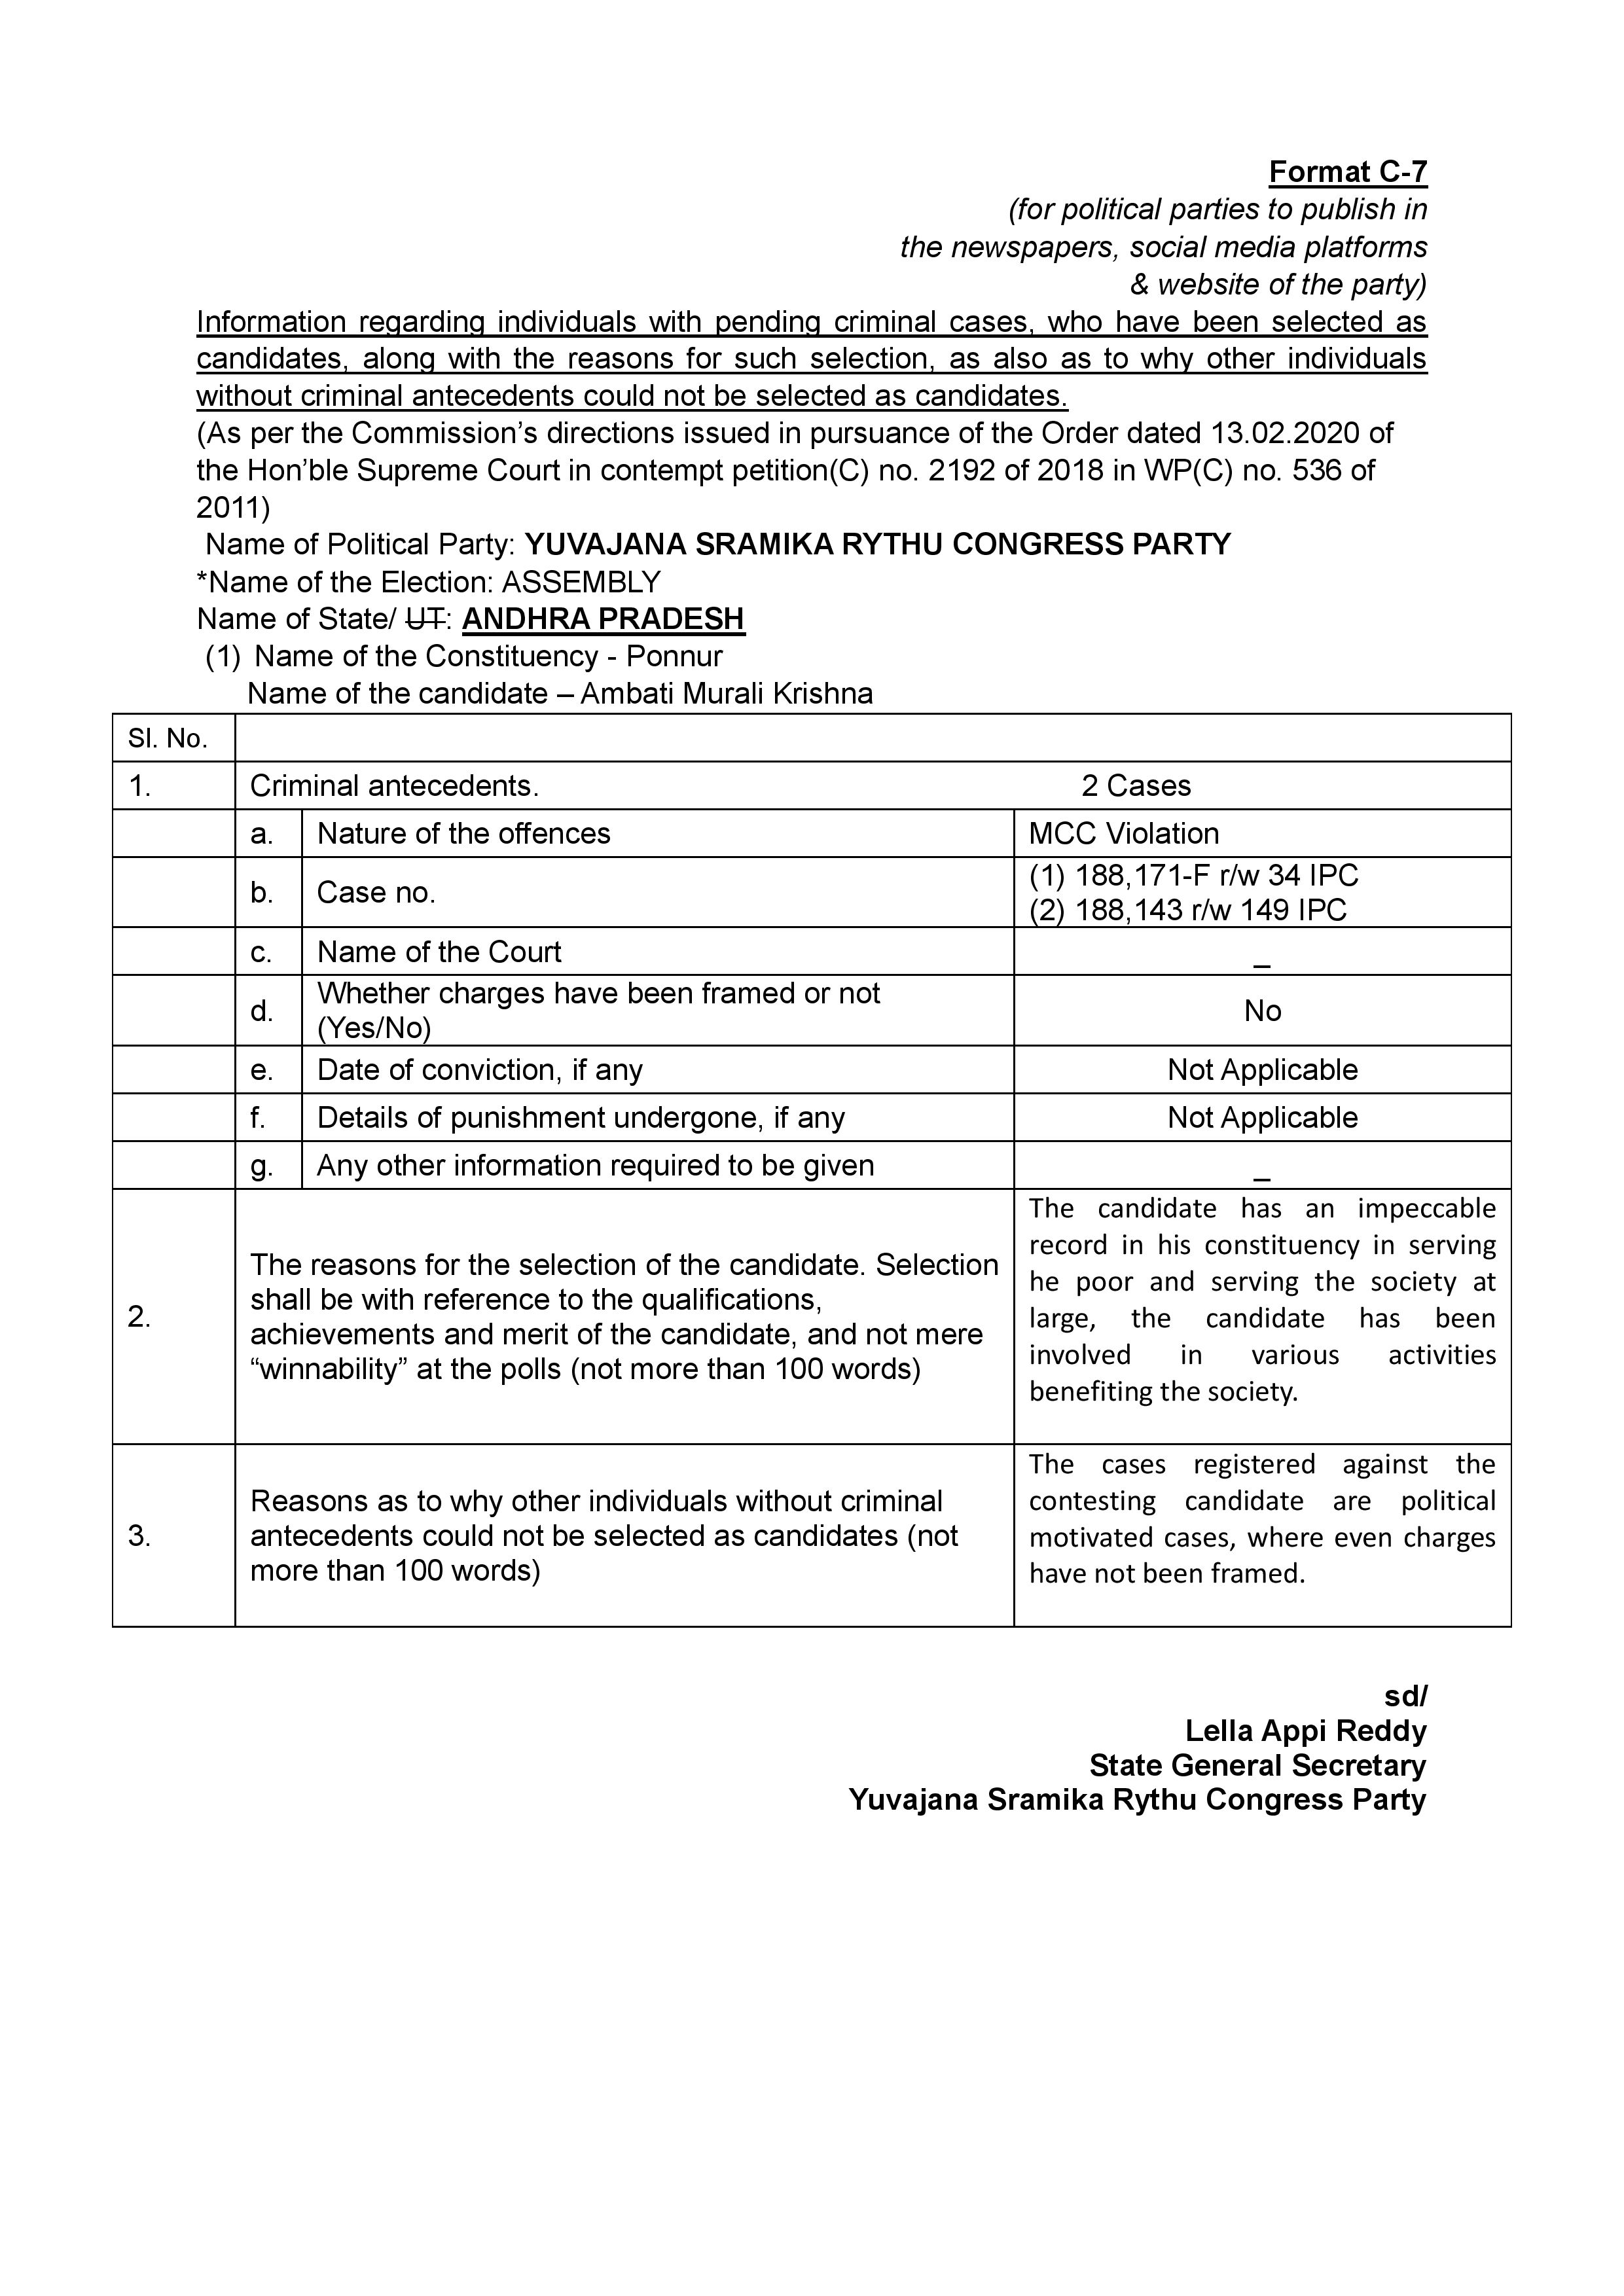 Format C-7
(for political parties to publish in
the newspapers, social media platforms
& website of the party)
Information regarding individuals with pending criminal cases, who have been selected as
candidates, along with the reasons for such selection, as also as to why other individuals
without criminal antecedents could not be selected as candidates.
(As per the Commission’s directions issued in pursuance of the Order dated 13.02.2020 of
the Hon’ble Supreme Court in contempt petition(C) no. 2192 of 2018 in WP(C) no. 536 of
2011)
Name of Political Party: YUVAJANA SRAMIKA RYTHU CONGRESS PARTY
*Name of the Election: ASSEMBLY
Name of State/ UT: ANDHRA PRADESH
(1) Name of the Constituency - Ponnur
Name of the candidate – Ambati Murali Krishna
Sl. No.
1. Criminal antecedents. 2 Cases
a. Nature of the offences MCC Violation
b. Case no. (1) 188,171-F r/w 34 IPC
(2) 188,143 r/w 149 IPC
c. Name of the Court _
d. Whether charges have been framed or not
(Yes/No) No
e. Date of conviction, if any Not Applicable
f. Details of punishment undergone, if any Not Applicable
g. Any other information required to be given _
2.
The reasons for the selection of the candidate. Selection
shall be with reference to the qualifications,
achievements and merit of the candidate, and not mere
“winnability” at the polls (not more than 100 words)
The candidate has an impeccable
record in his constituency in serving
he poor and serving the society at
large, the candidate has been
involved in various activities
benefiting the society.
3.
Reasons as to why other individuals without criminal
antecedents could not be selected as candidates (not
more than 100 words)
The cases registered against the
contesting candidate are political
motivated cases, where even charges
have not been framed.
sd/
Lella Appi Reddy
State General Secretary
Yuvajana Sramika Rythu Congress Party